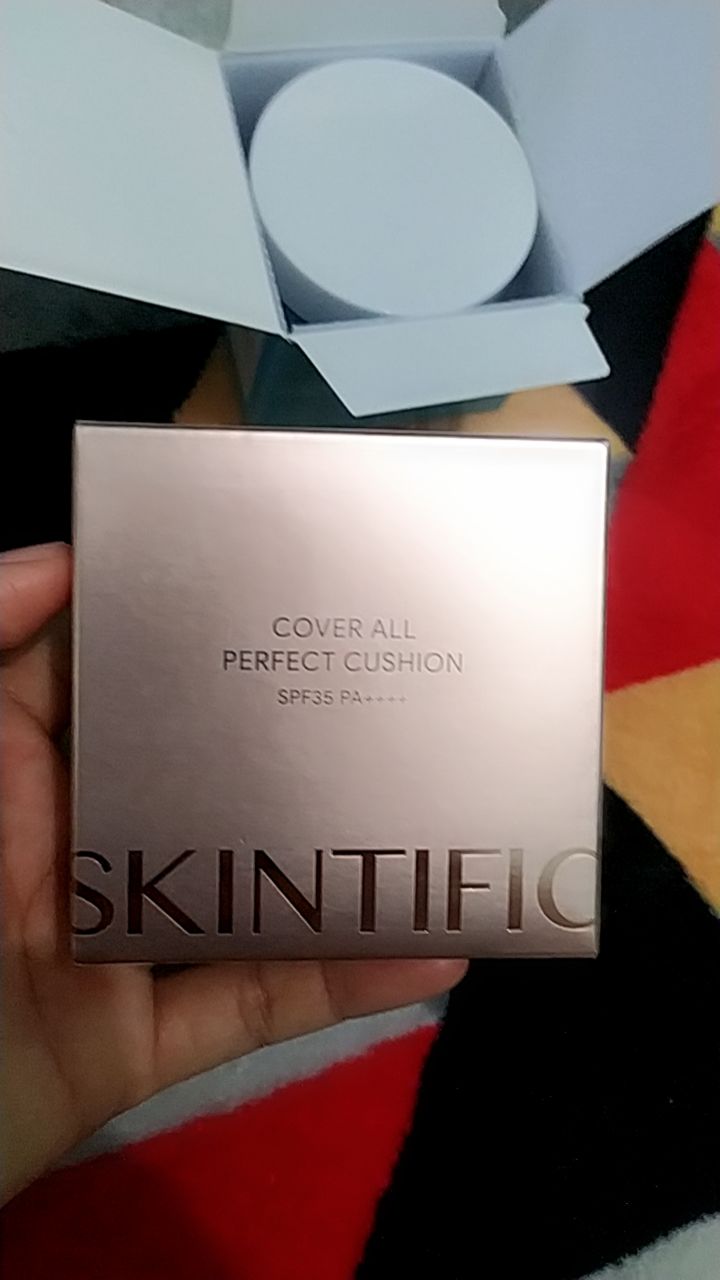 COVER ALL
PERFECT CUSHION
SPF35 PA++++
SKINTIFIC